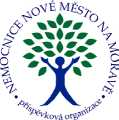 NEMOCNICE NOVÉ MĚSTO NA MORAVĚ
• příspěvková organizace •